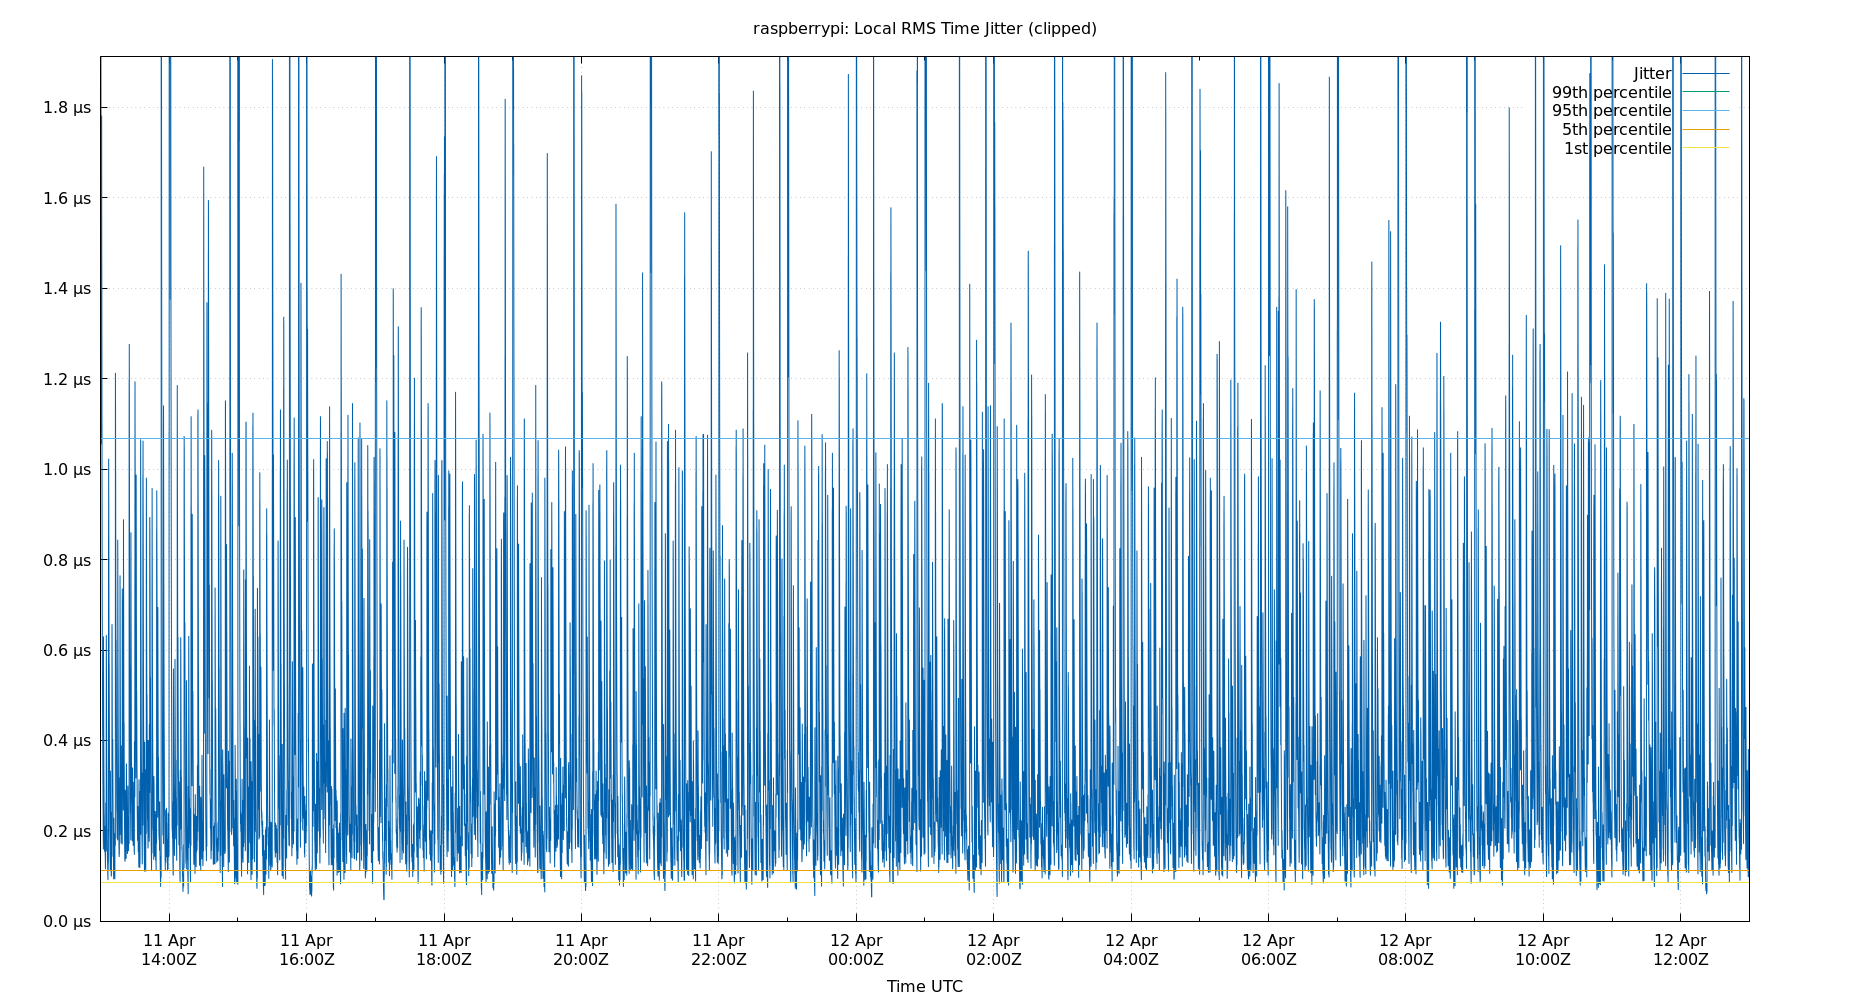 raspberrypi: Local RMS Time Jitter (clipped)
Jitter
99th percentile
95th percentile
5th percentile
1st percentile
1.8 µs
1.6 µs
1.4 µs
1.2 µs
1.0 µs
0.8 µs
0.6 µs
0.4 µs
0.2 µs
0.0 µs
11 Apr 11 Apr 11 Apr 11 Apr 11 Apr 12 Apr 12 Apr 12 Apr 12 Apr 12 Apr 12 Apr 12 Apr
14:00Z 16:00Z 18:00Z 20:00Z 22:00Z 00:00Z 02:00Z 04:00Z 06:00Z 08:00Z 10:00Z 12:00Z
Time UTC